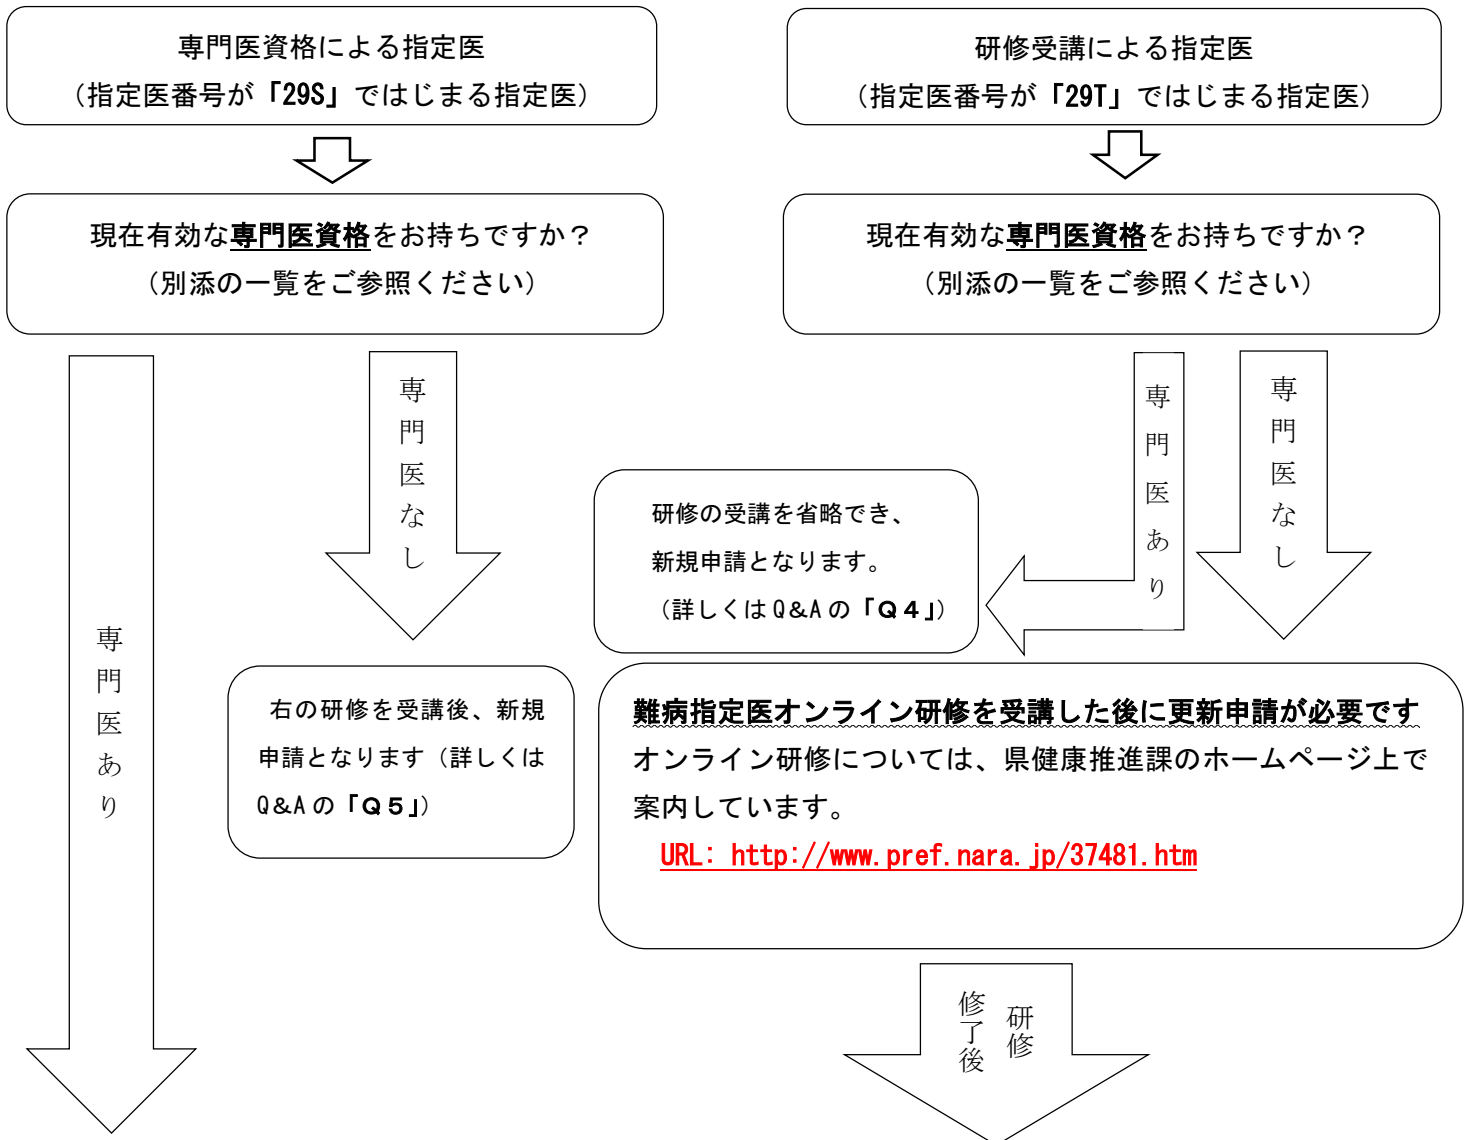 専門医資格による指定医
（指定医番号が「29S」ではじまる指定医）
研修受講による指定医
（指定医番号が「29T」ではじまる指定医）
現在有効な専門医資格をお持ちですか？
（別添の一覧をご参照ください）
現在有効な専門医資格をお持ちですか？
（別添の一覧をご参照ください）
専門医あり
専門医なし
専門医あり
専門医なし
研修の受講を省略でき、
新規申請となります。
（詳しくはQ&Aの「Q４」）
右の研修を受講後、新規
申請となります（詳しくは
Q&Aの「Q５」）
難病指定医オンライン研修を受講した後に更新申請が必要です
オンライン研修については、県健康推進課のホームページ上で
案内しています。
URL: http://www.pref.nara.jp/37481.htm
研修
修了後